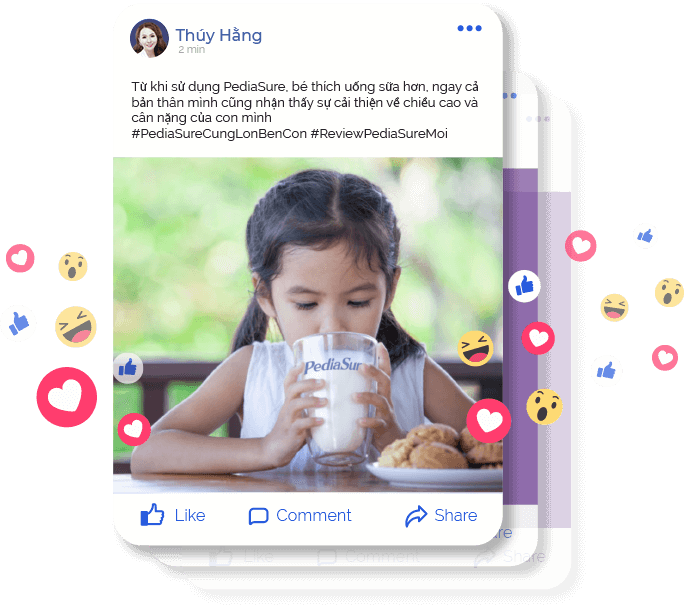 Thúy Hằng
2 min
Từ khi sử dụng PediaSure, bé thích uống sữa hơn, ngay cả
bản thân mình cũng nhận thấy sự cải thiện về chiều cao và
cân nặng của con mình
#PediaSureCungLonBenCon #ReviewPediaSureMoi
PediaSur
Like Comment Share
are
Like Comment Share